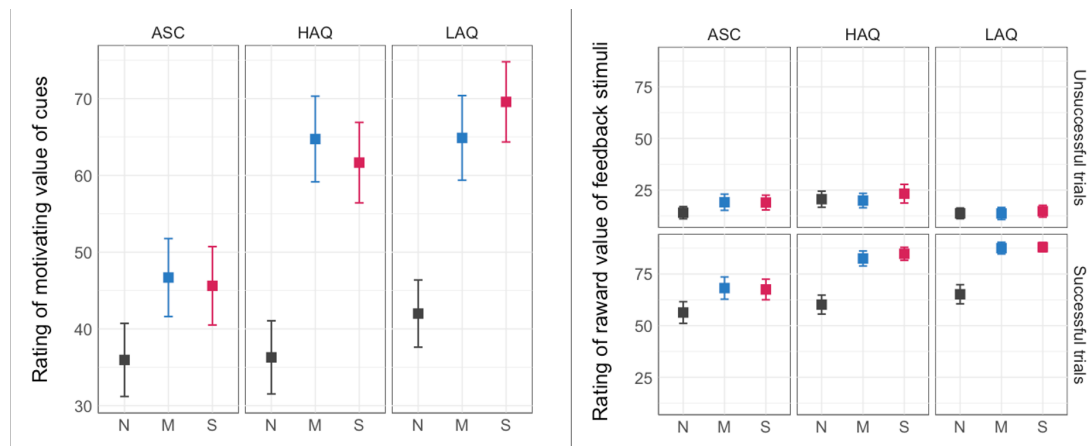 ASC HAQ LAQ
Rating of motivating value of cues
70
60
50
40
30
N M S N M S N M S
ASC HAQ LAQ
Rating of raward value of feedback stimuli
75
50
25
Unsuccessful trials
75
50
25
Successful trials
N M S N M S N M S